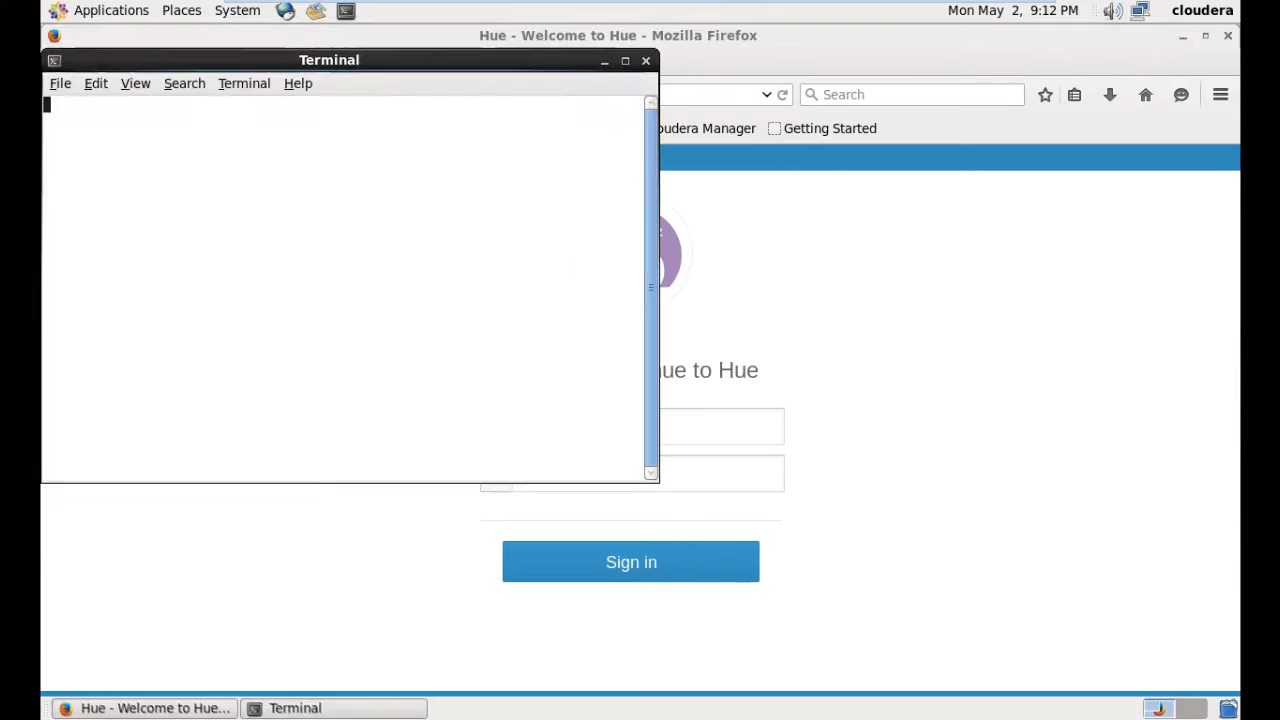 Applications Places System Mon May 2, 9:12 PM cloudera
Hue - Welcome to Hue - Mozilla Firefox
Terminal
File Edit View Search Terminal Help
Search
oudera Manager Getting Started
ue to Hue
Sign in
Hue - Welcome to Hue... Terminal